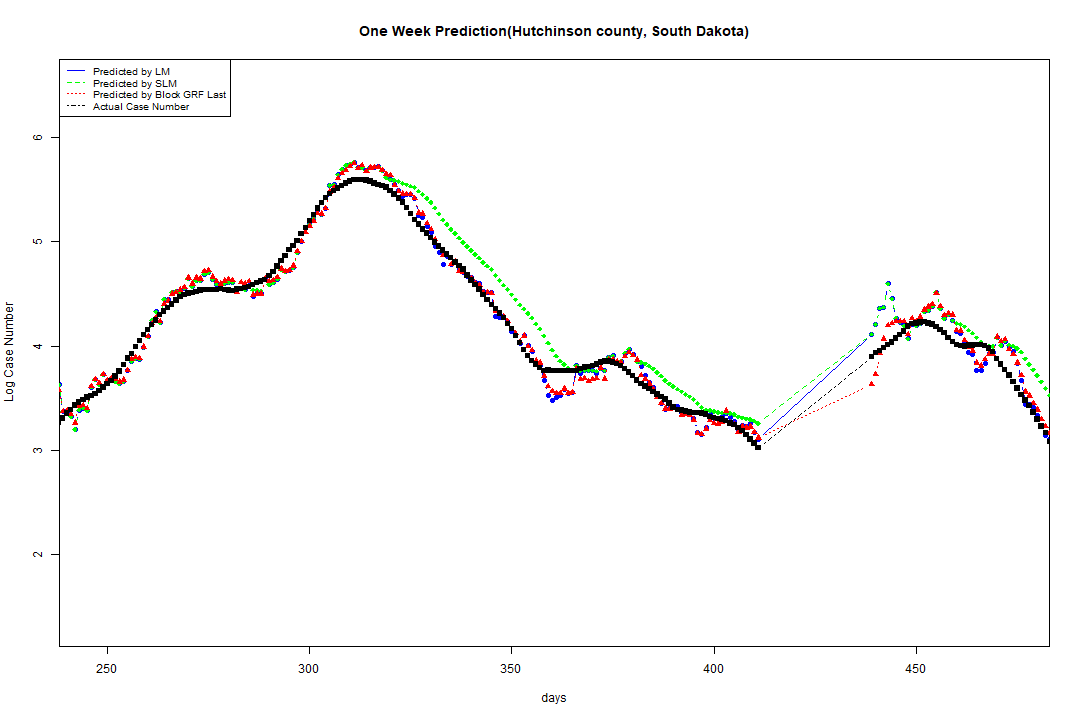 One Week Prediction(Hutchinson county, South Dakota)
Predicted by LM
Predicted by SLM
Predicted by Block GRF Last
Actual Case Number
6
5
4
3
2
Log Case Number
250 300 350 400 450
days